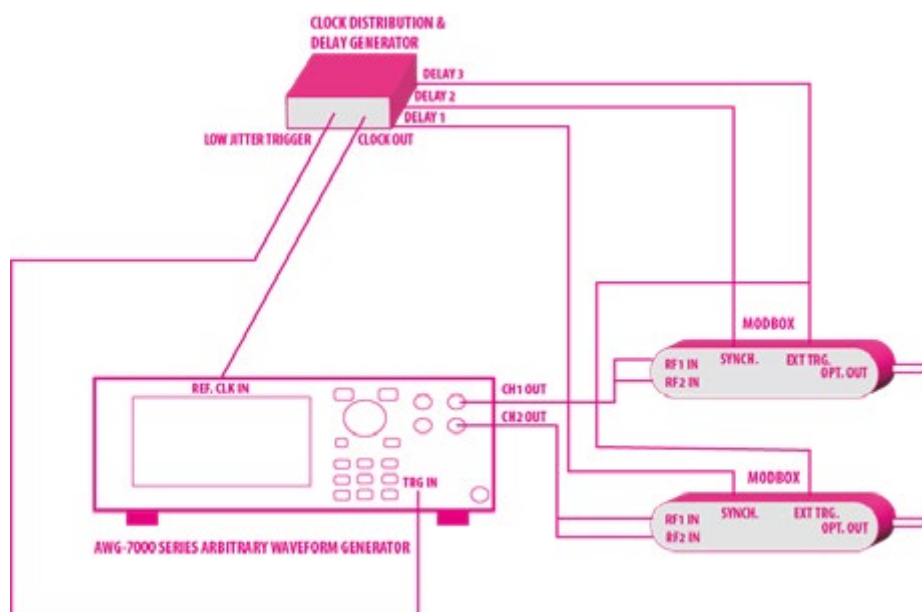 CLOCK DISTRIBUTION &
DELAY GENERATOR
DELAY 3
DELAY 2
DELAY 1
LOW JITTER TRIGGER
CLOCK OUT
MODBOX
RF1 IN
SYNCH.
EXT TRG.
OPT. OUT
RF2 IN
REF. CLK IN
CH1 OUT
CH2 OUT
TRG IN
MODBOX
RF1 IN
SYNCH.
EXT TRG.
OPT. OUT
RF2 IN
AWG-7000 SERIES ARBITRARY WAVEFORM GENERATOR